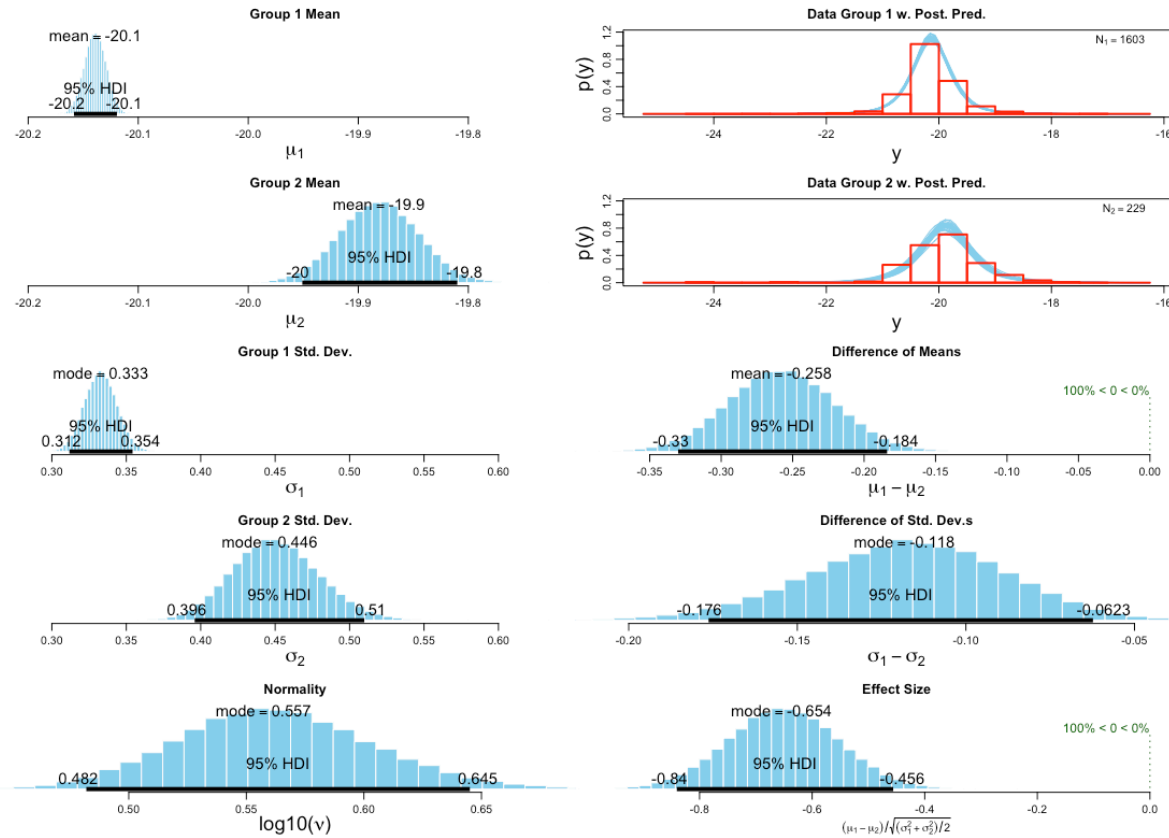 Group 1 Mean
mean = -20.1
95% HDI
-20.2 -20.1
-20.2 -20.1 -20.0 -19.9 -19.8
μ1
Data Group 1 w. Post. Pred.
N1 = 1603
p(y)
0.0 0.4 0.8 1.2
-24 -22 -20 -18 -16
y
Group 2 Mean
mean = -19.9
95% HDI
-20 -19.8
-20.2 -20.1 -20.0 -19.9 -19.8
μ2
Data Group 2 w. Post. Pred.
N2 = 229
p(y)
0.0 0.4 0.8 1.2
-24 -22 -20 -18 -16
y
Group 1 Std. Dev.
mode = 0.333
95% HDI
0.312 0.354
0.30 0.35 0.40 0.45 0.50 0.55 0.60
σ1
Difference of Means
mean = -0.258
100% < 0 < 0%
95% HDI
-0.33 -0.184
-0.35 -0.30 -0.25 -0.20 -0.15 -0.10 -0.05 0.00
μ1 − μ2
Group 2 Std. Dev.
mode = 0.446
95% HDI
0.396 0.51
0.30 0.35 0.40 0.45 0.50 0.55 0.60
σ2
Difference of Std. Dev.s
mode = -0.118
95% HDI
-0.176 -0.0623
-0.20 -0.15 -0.10 -0.05
σ1 − σ2
Normality
mode = 0.557
95% HDI
0.482 0.645
0.50 0.55 0.60 0.65
log10(ν)
Effect Size
mode = -0.654
100% < 0 < 0%
95% HDI
-0.84 -0.456
-0.8 -0.6 -0.4 -0.2 0.0
(μ1 − μ2)/√(σ1² + σ2²)/2